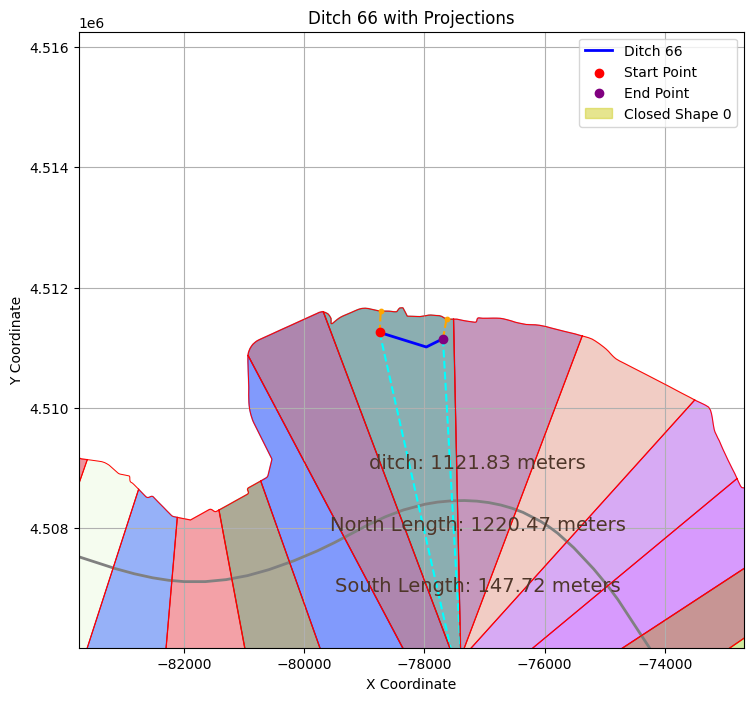 Ditch 66 with Projections
1e6
Ditch 66
Start Point
End Point
Closed Shape 0
4.516
4.514
4.512
4.510
4.508
Y Coordinate
ditch: 1121.83 meters
North Length: 1220.47 meters
South Length: 147.72 meters
−82000 −80000 −78000 −76000 −74000
X Coordinate